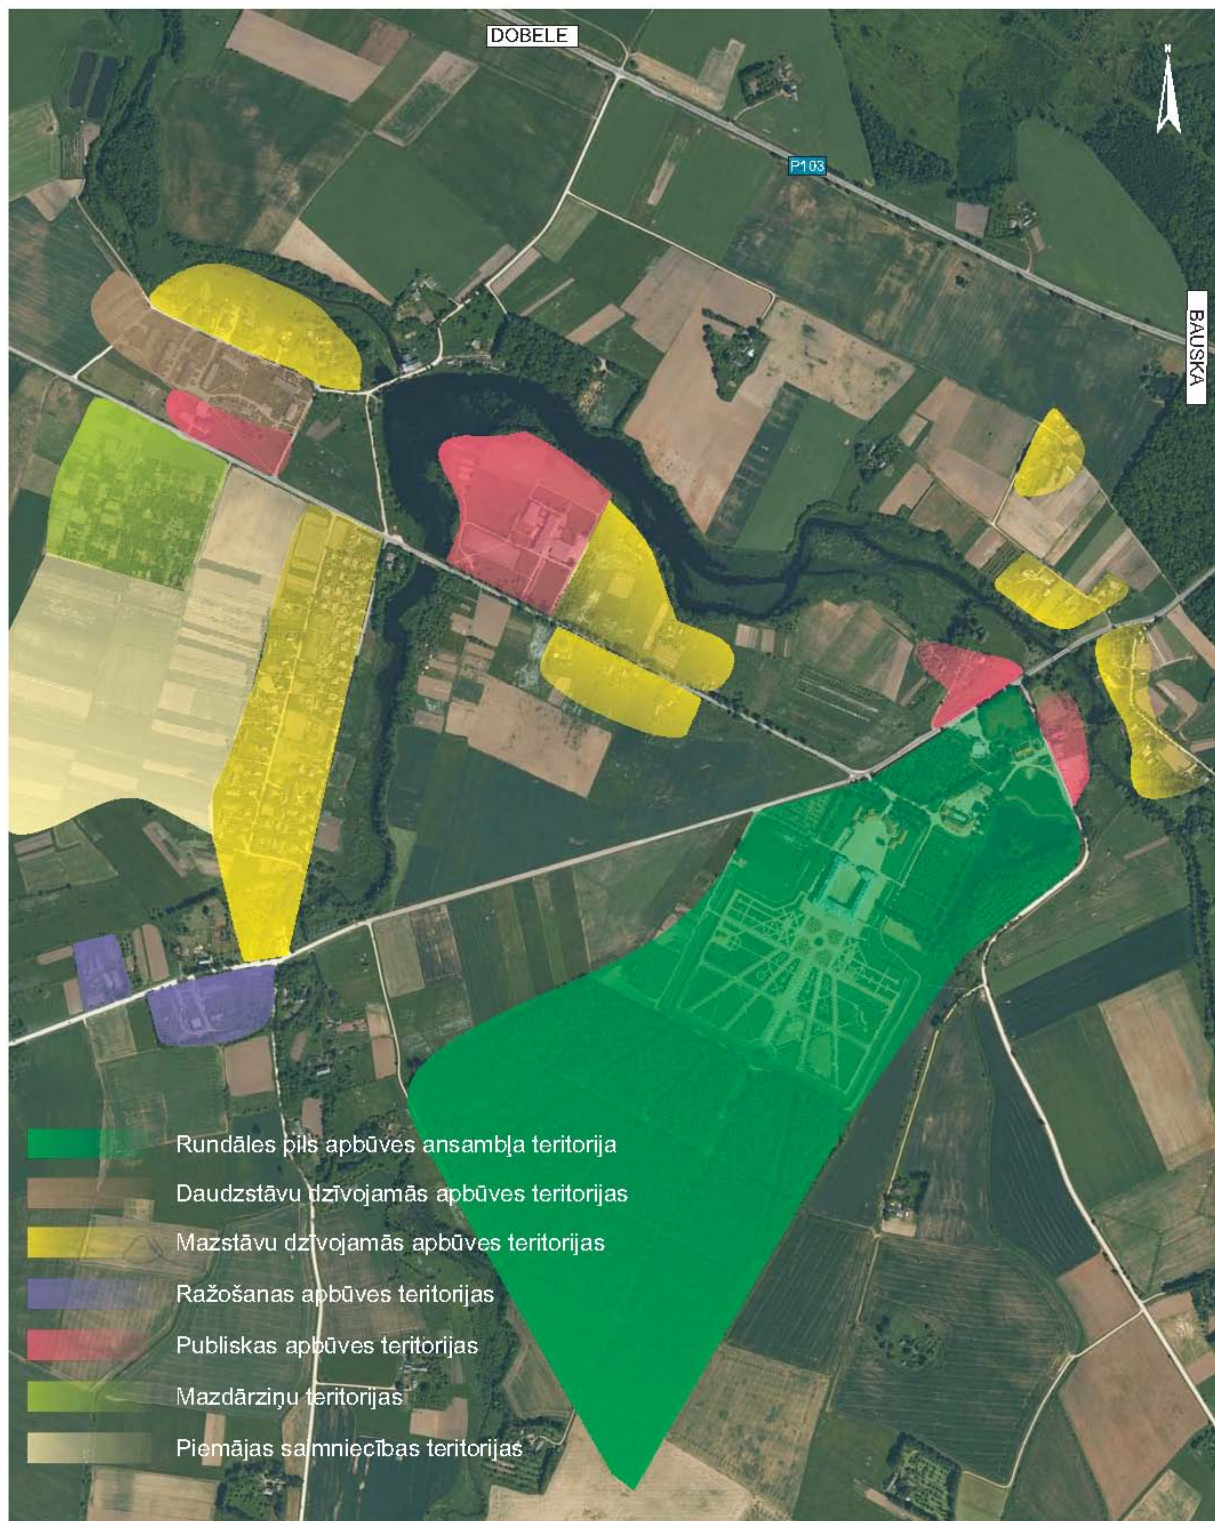 DOBELE
N
P103
BAUSKA
Rundāles pils apbūves ansambļa teritorija
Daudzstāvu dzīvojamās apbūves teritorijas
Mazstāvu dzīvojamās apbūves teritorijas
Ražošanas apbūves teritorijas
Publiskas apbūves teritorijas
Mazdārziņu teritorijas
Piemājas saimniecības teritorijas